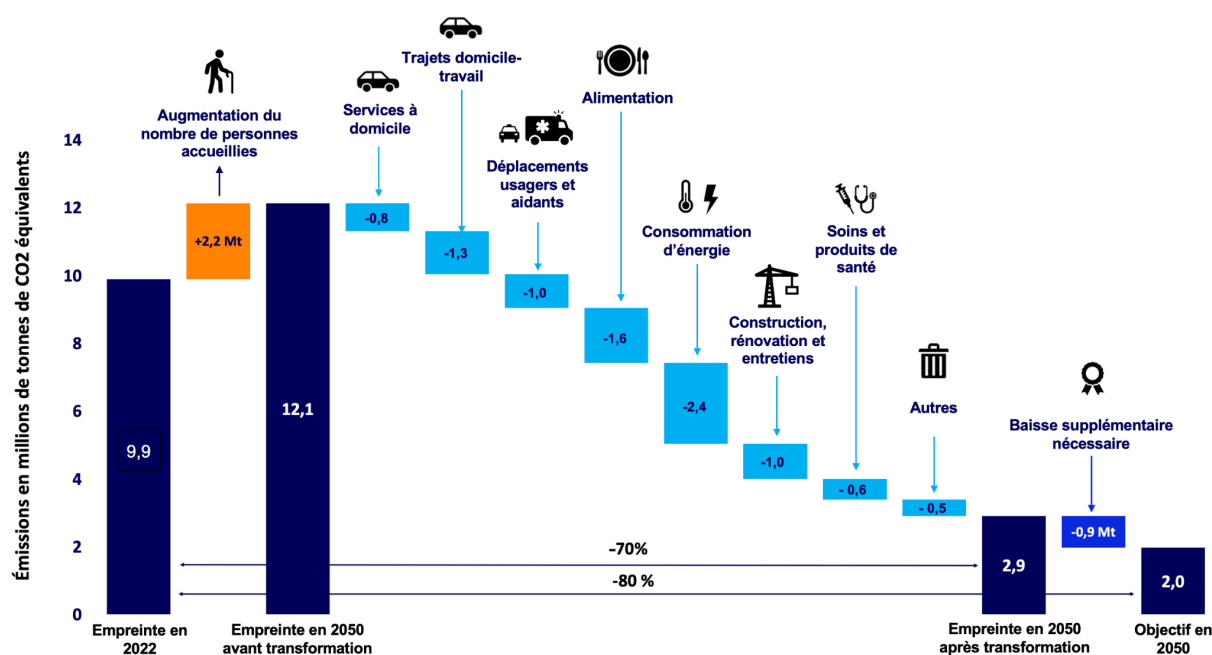 Trajets domicile-
travail
Alimentation
Augmentation du
nombre de personnes
accueillies
Services à
domicile
Déplacements
usagers et
aidants
Consommation
d'énergie
Soins et
produits de
santé
Construction,
rénovation et
entretiens
Autres
Baisse supplémentaire
nécessaire
Émissions en millions de tonnes de CO2 équivalents
14
12
10
8
6
4
2
0
9,9
+2,2 Mt
12,1
-0,8
-1,3
-1,0
-1,6
-2,4
-1,0
- 0,6
- 0,5
2,9
-0,9 Mt
2,0
-70%
-80 %
Empreinte en
2022
Empreinte en 2050
avant transformation
Empreinte en 2050
après transformation
Objectif en
2050